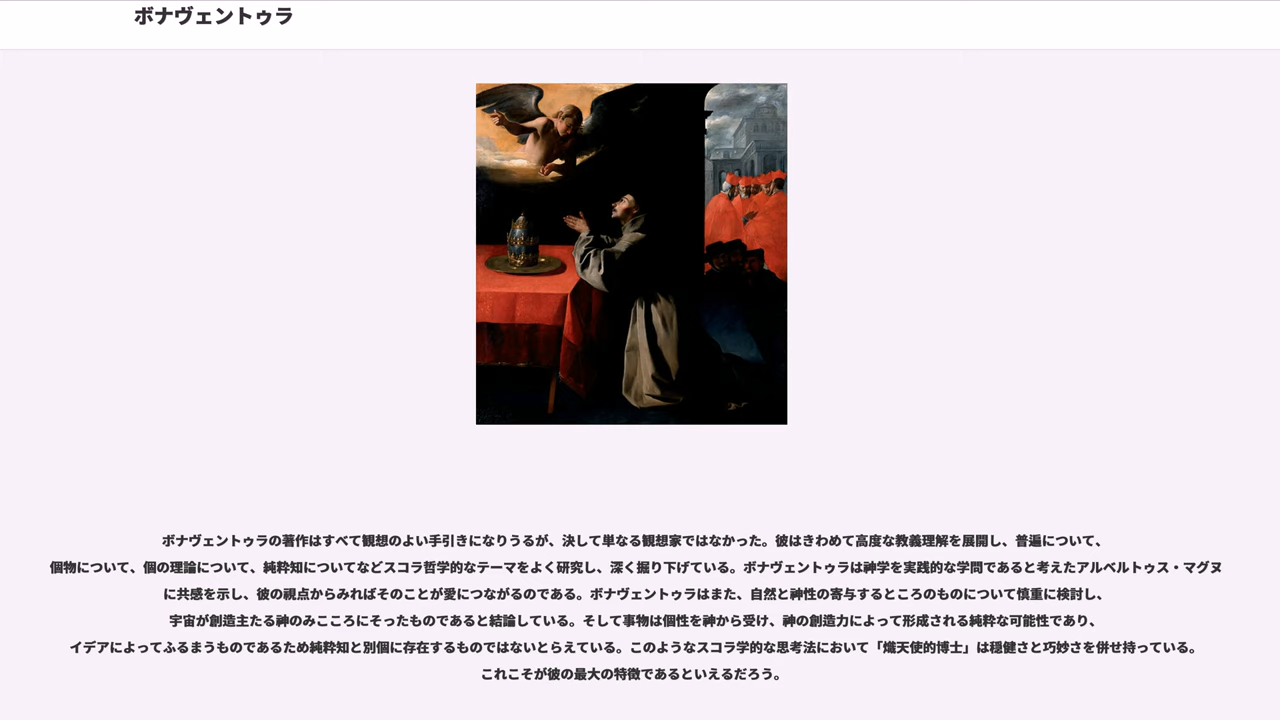 ボナヴェントゥラ
ボナヴェントゥラの著作はすべて観想のよい手引きになりうるが、決して単なる観想家ではなかった。彼はきわめて高度な教義理解を展開し、普遍について、
個物について、個の理論について、純粋知についてなどスコラ哲学的なテーマをよく研究し、深く掘り下げている。ボナヴェントゥラは神学を実践的な学問であると考えたアルベルトゥス・マグヌ
に共感を示し、彼の視点からみればそのことが愛につながるのである。ボナヴェントゥラはまた、自然と神性の寄与するところのものについて慎重に検討し、
宇宙が創造主たる神のみこころにそったものであると結論している。そして事物は個性を神から受け、神の創造力によって形成される純粋な可能性であり、
イデアによってふるまうものであるため純粋知と別個に存在するものではないとらえている。このようなスコラ学的な思考法において「熾天使的博士」は穏健さと巧妙さを併せ持っている。
これこそが彼の最大の特徴であるといえるだろう。